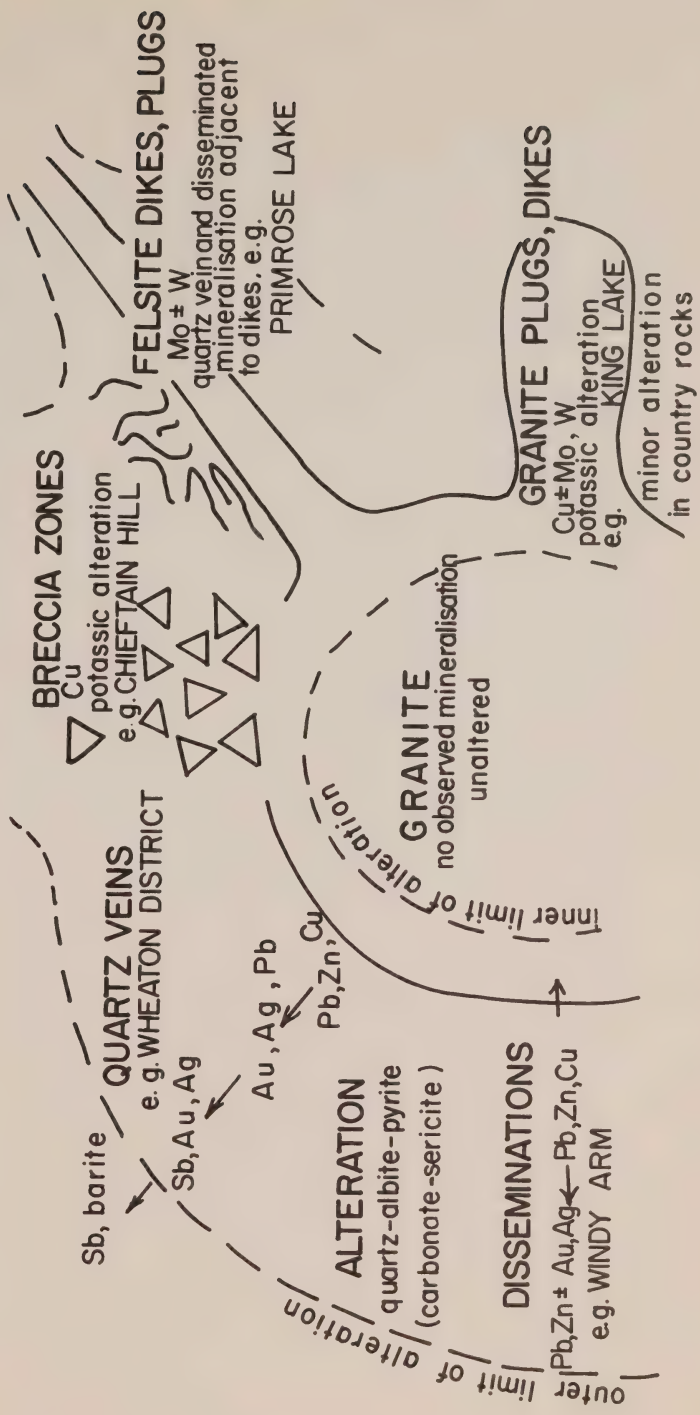 BRECCIA ZONES
Cu
potassic alteration
e.g. CHIEFTAIN HILL
FELSITE DIKES, PLUGS
Mo ± W
quartz vein and disseminated
mineralisation adjacent
to dikes. e.g.
PRIMROSE LAKE
QUARTZ VEINS
e.g. WHEATON DISTRICT
Sb, barite
Sb, Au, Ag
Au, Ag, Pb
Pb, Zn, Cu
ALTERATION
quartz-albite-pyrite
(carbonate-sericite)
outer limit of alteration
DISSEMINATIONS
Pb, Zn ± Au, Ag ← Pb, Zn, Cu →
e.g. WINDY ARM
inner limit of alteration
GRANITE
no observed mineralisation
unaltered
GRANITE PLUGS, DIKES
Cu ± Mo, W
potassic alteration
e.g. KING LAKE
minor alteration
in country rocks